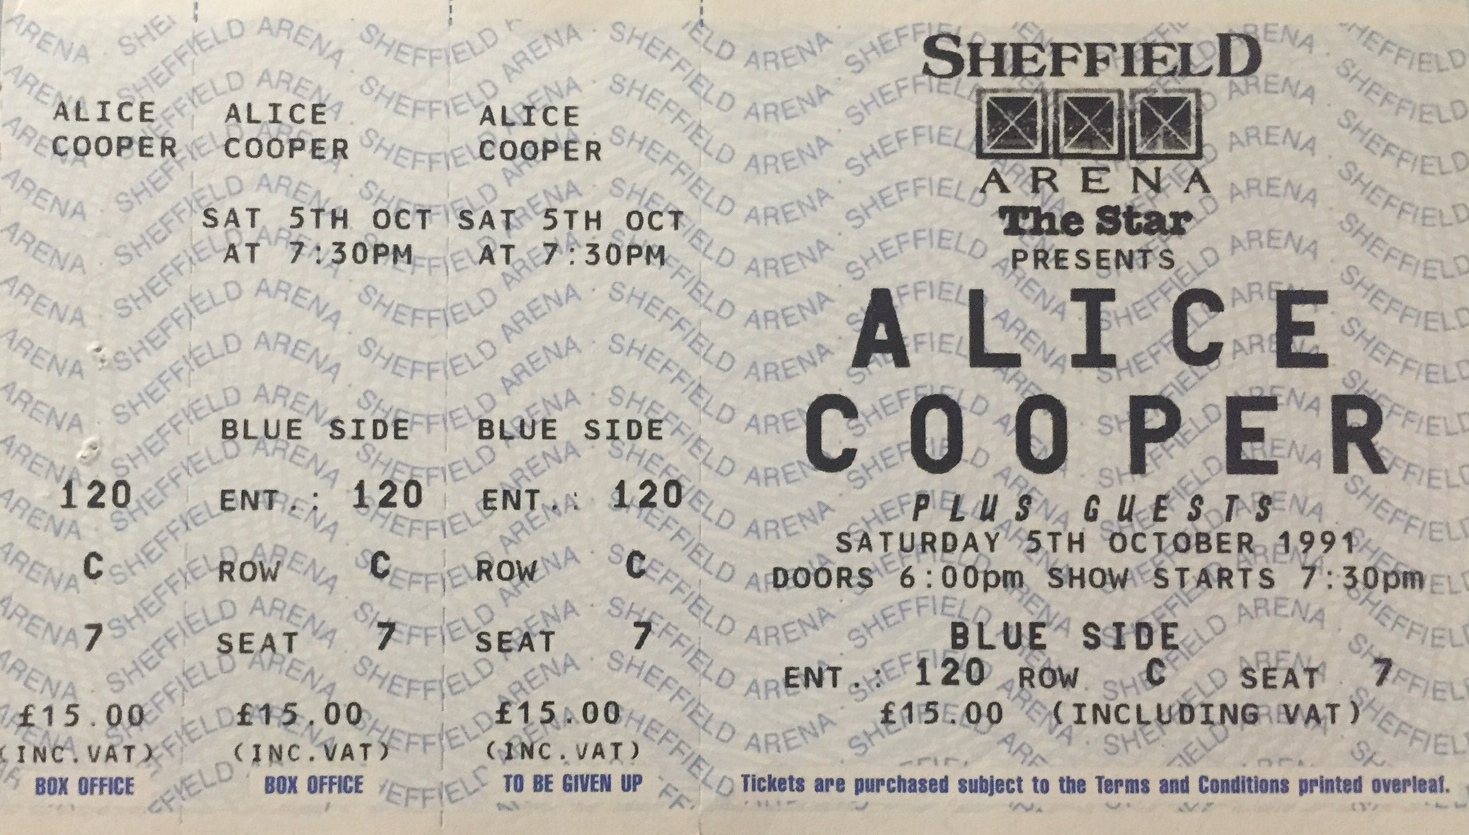 ALICE
COOPER
120
C
7
£15.00
(INC.VAT)
BOX OFFICE
ALICE
COOPER
SAT 5TH OCT
AT 7:30PM
BLUE SIDE
ENT.: 120
ROW C
SEAT 7
£15.00
(INC.VAT)
BOX OFFICE
ALICE
COOPER
SAT 5TH OCT
AT 7:30PM
BLUE SIDE
ENT.: 120
ROW C
SEAT 7
£15.00
(INC.VAT)
TO BE GIVEN UP
SHEFFIELD
ARENA
The Star
PRESENTS
ALICE
COOPER
PLUS GUESTS
SATURDAY 5TH OCTOBER 1991
DOORS 6:00pm SHOW STARTS 7:30pm
BLUE SIDE
ENT.: 120 ROW C SEAT 7
£15.00 (INCLUDING VAT)
Tickets are purchased subject to the Terms and Conditions printed overleaf.